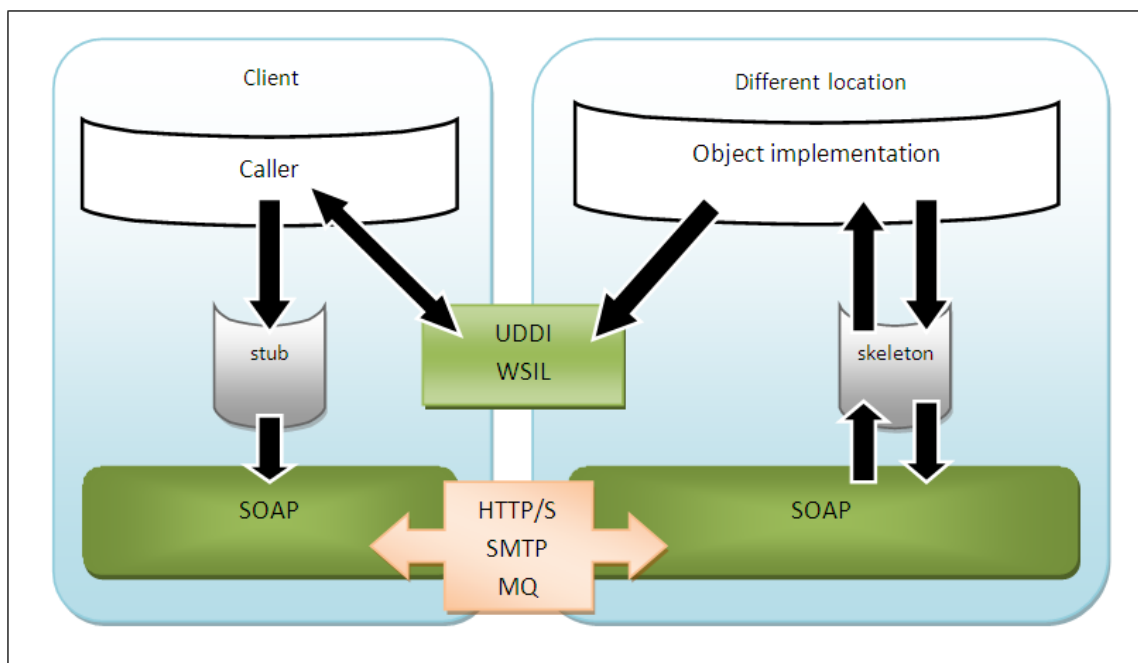 Client
Different location
Caller
Object implementation
UDDI
WSIL
stub
skeleton
SOAP
HTTP/S
SMTP
MQ
SOAP